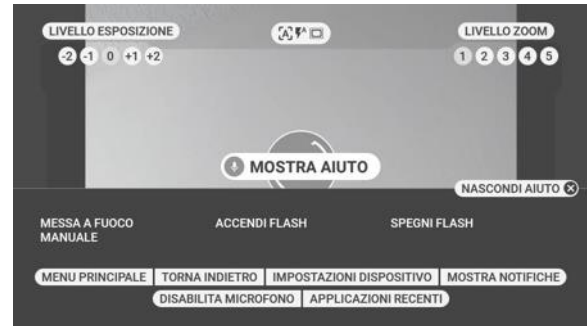 LIVELLO ESPOSIZIONE
LIVELLO ZOOM
-2 -1 0 +1 +2
1 2 3 4 5
MOSTRA AIUTO
NASCONDI AIUTO
MESSA A FUOCO
MANUALE
ACCENDI FLASH
SPEGNI FLASH
MENU PRINCIPALE TORNA INDIETRO IMPOSTAZIONI DISPOSITIVO MOSTRA NOTIFICHE
DISABILITA MICROFONO APPLICAZIONI RECENTI